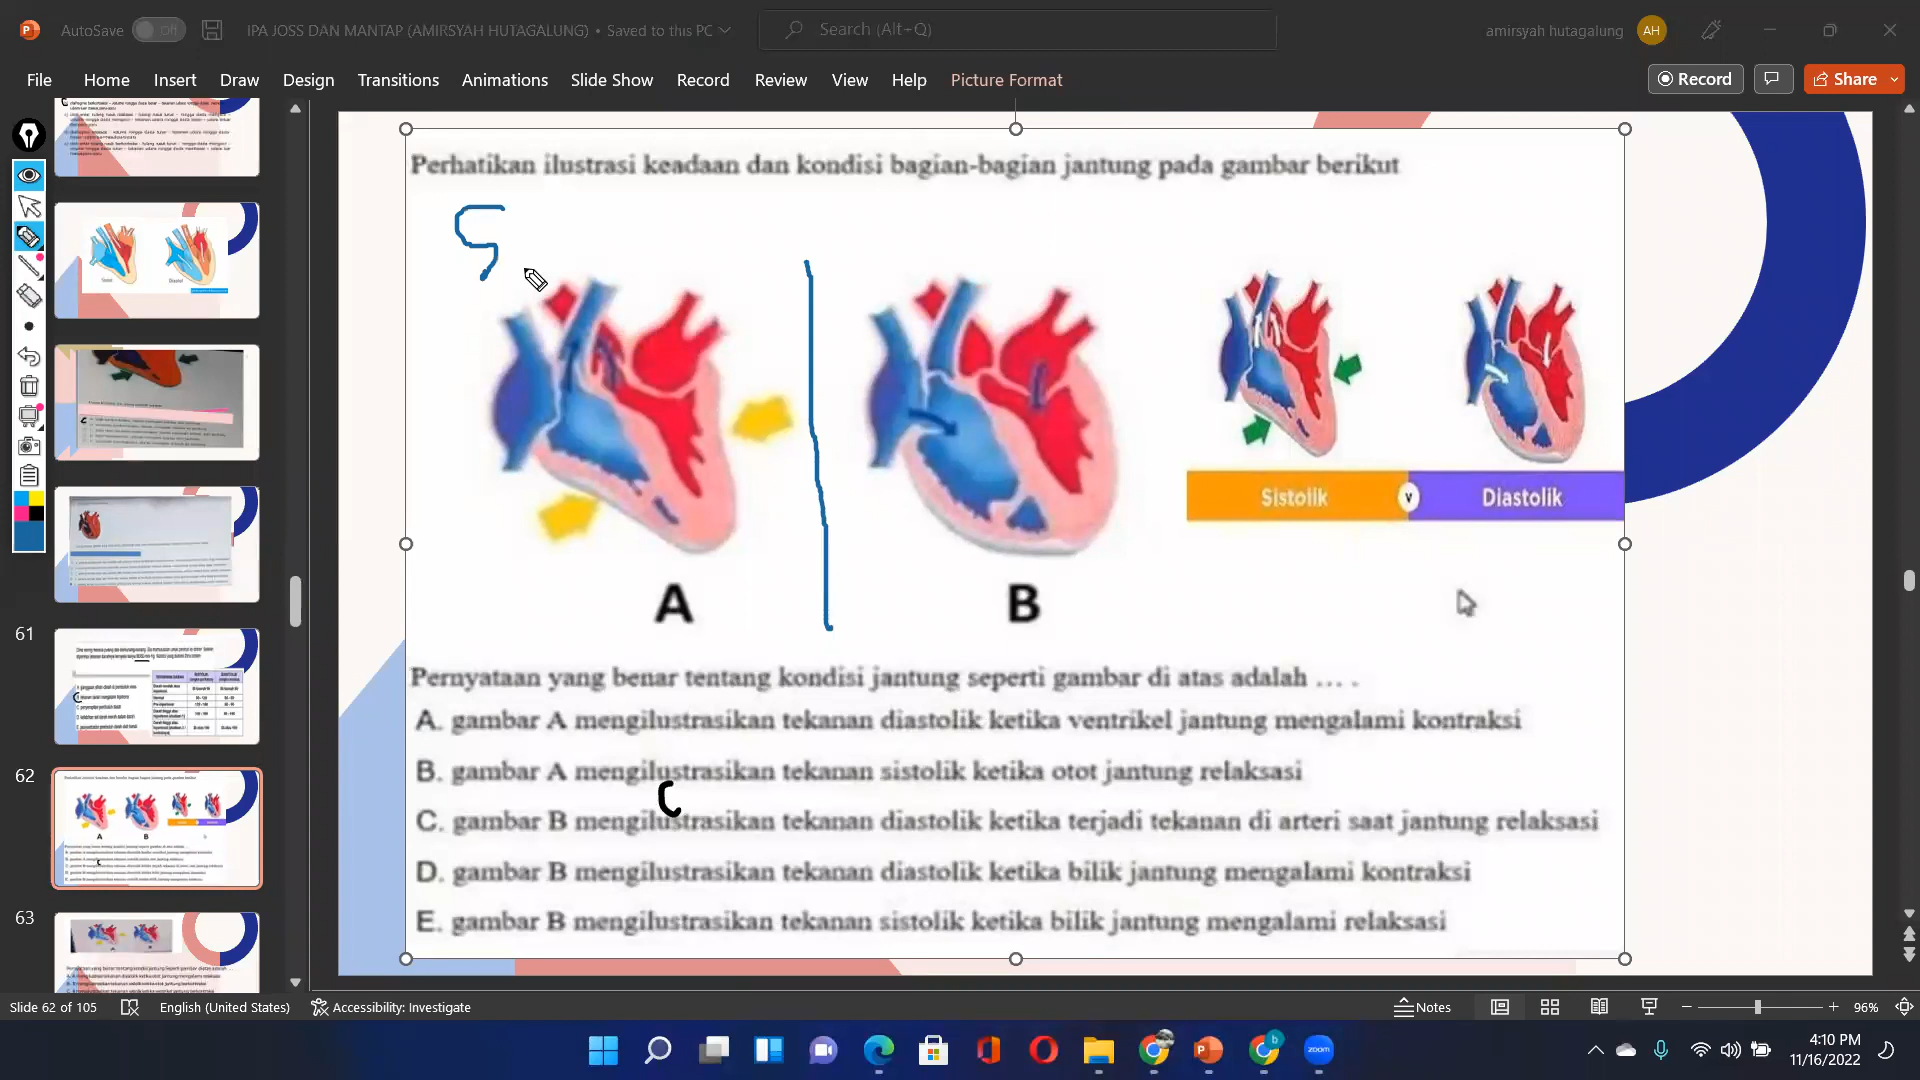 AutoSave Off IPA JOSS DAN MANTAP (AMIRSYAH HUTAGALUNG) • Saved to this PC Search (Alt+Q) amirsyah hutagalung AH
File Home Insert Draw Design Transitions Animations Slide Show Record Review View Help Picture Format Record Share
Perhatikan ilustrasi keadaan dan kondisi bagian-bagian jantung pada gambar berikut
S
Sistolik v Diastolik
A B
Pernyataan yang benar tentang kondisi jantung seperti gambar di atas adalah ... .
A. gambar A mengilustrasikan tekanan diastolik ketika ventrikel jantung mengalami kontraksi
B. gambar A mengilustrasikan tekanan sistolik ketika otot jantung relaksasi
C
C. gambar B mengilustrasikan tekanan diastolik ketika terjadi tekanan di arteri saat jantung relaksasi
D. gambar B mengilustrasikan tekanan diastolik ketika bilik jantung mengalami kontraksi
E. gambar B mengilustrasikan tekanan sistolik ketika bilik jantung mengalami relaksasi
61
62
63
Slide 62 of 105 English (United States) Accessibility: Investigate Notes 96%
zoom
4:10 PM
11/16/2022